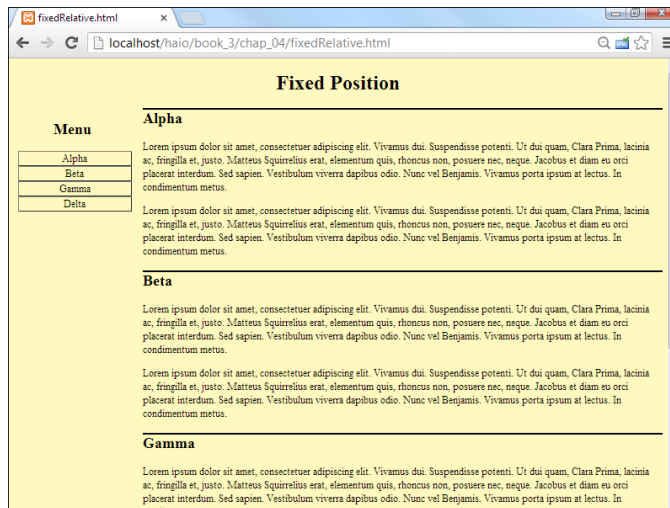 fixedRelative.html
localhost/haio/book_3/chap_04/fixedRelative.html
Fixed Position
Menu
Alpha
Beta
Gamma
Delta
Alpha
Lorem ipsum dolor sit amet, consectetuer adipiscing elit. Vivamus dui. Suspendisse potenti. Ut dui quam, Clara Prima, lacinia
ac, fringilla et, justo. Matteus Squirrelius erat, elementum quis, rhoncus non, posuere nec, neque. Jacobus et diam eu orci
placerat interdum. Sed sapien. Vestibulum viverra dapibus odio. Nunc vel Benjamis. Vivamus porta ipsum at lectus. In
condimentum metus.
Lorem ipsum dolor sit amet, consectetuer adipiscing elit. Vivamus dui. Suspendisse potenti. Ut dui quam, Clara Prima, lacinia
ac, fringilla et, justo. Matteus Squirrelius erat, elementum quis, rhoncus non, posuere nec, neque. Jacobus et diam eu orci
placerat interdum. Sed sapien. Vestibulum viverra dapibus odio. Nunc vel Benjamis. Vivamus porta ipsum at lectus. In
condimentum metus.
Beta
Lorem ipsum dolor sit amet, consectetuer adipiscing elit. Vivamus dui. Suspendisse potenti. Ut dui quam, Clara Prima, lacinia
ac, fringilla et, justo. Matteus Squirrelius erat, elementum quis, rhoncus non, posuere nec, neque. Jacobus et diam eu orci
placerat interdum. Sed sapien. Vestibulum viverra dapibus odio. Nunc vel Benjamis. Vivamus porta ipsum at lectus. In
condimentum metus.
Lorem ipsum dolor sit amet, consectetuer adipiscing elit. Vivamus dui. Suspendisse potenti. Ut dui quam, Clara Prima, lacinia
ac, fringilla et, justo. Matteus Squirrelius erat, elementum quis, rhoncus non, posuere nec, neque. Jacobus et diam eu orci
placerat interdum. Sed sapien. Vestibulum viverra dapibus odio. Nunc vel Benjamis. Vivamus porta ipsum at lectus. In
condimentum metus.
Gamma
Lorem ipsum dolor sit amet, consectetuer adipiscing elit. Vivamus dui. Suspendisse potenti. Ut dui quam, Clara Prima, lacinia
ac, fringilla et, justo. Matteus Squirrelius erat, elementum quis, rhoncus non, posuere nec, neque. Jacobus et diam eu orci
placerat interdum. Sed sapien. Vestibulum viverra dapibus odio. Nunc vel Benjamis. Vivamus porta ipsum at lectus. In